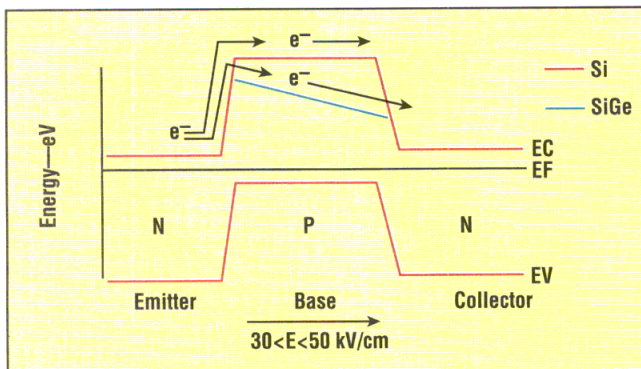 e– e–
Si
e–
SiGe
e–
EC
EF
Energy—eV
N P N
EV
Emitter Base Collector
30<E<50 kV/cm